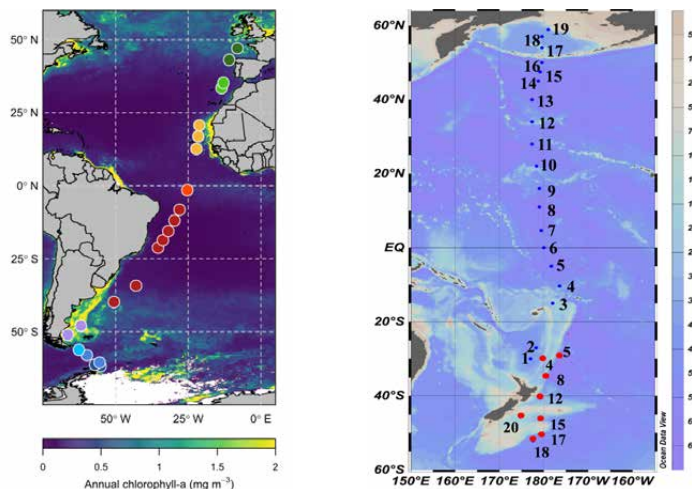 60°N
50° N
25° N
0° N
25° S
50° S
50° W
25° W
0° E
0
0.5
1
1.5
2
Annual chlorophyll-a (mg m⁻³)
60°N
40°N
20°N
EQ
20°S
40°S
60°S
150°E
160°E
170°E
180°E
170°W
160°W
19
18
17
16
15
14
13
12
11
10
9
8
7
6
5
4
3
2
1
5
4
8
12
20
15
17
18
Ocean Data View